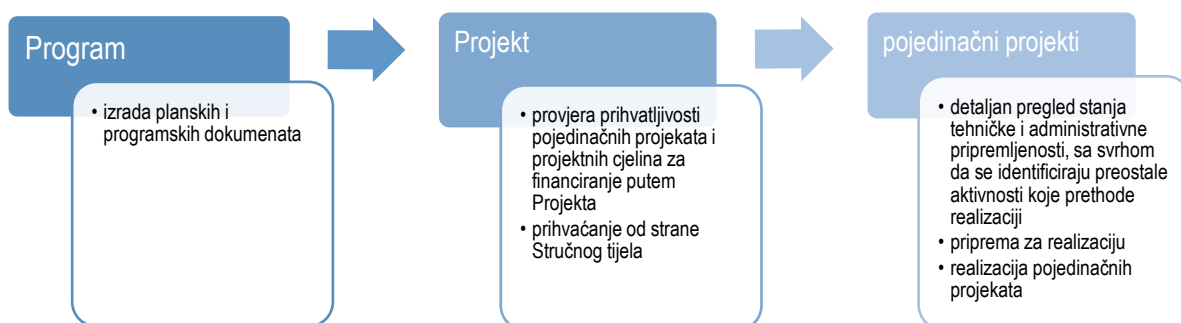 Program
• izrada planskih i
programskih dokumenata
Projekt
• provjera prihvatljivosti
pojedinačnih projekata i
projektnih cjelina za
financiranje putem
Projekta
• prihvaćanje od strane
Stručnog tijela
pojedinačni projekti
• detaljan pregled stanja
tehničke i administrativne
pripremljenosti, sa svrhom
da se identificiraju preostale
aktivnosti koje prethode
realizaciji
• priprema za realizaciju
• realizacija pojedinačnih
projekata